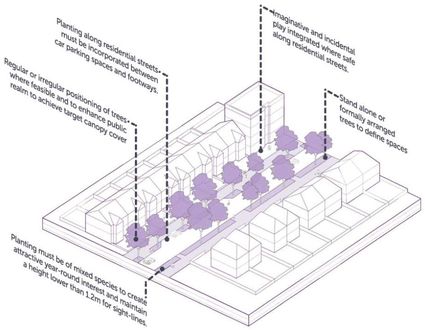 Planting along residential streets
must be incorporated between
car parking spaces and footways.
Imaginative and incidental
play integrated where safe
along residential streets.
Regular or irregular positioning of trees
where feasible and to enhance public
realm to achieve target canopy cover
Stand alone or
formally arranged
trees to define spaces
Planting must be of mixed species to create
attractive year-round interest and maintain
a height lower than 1.2m for sight-lines.